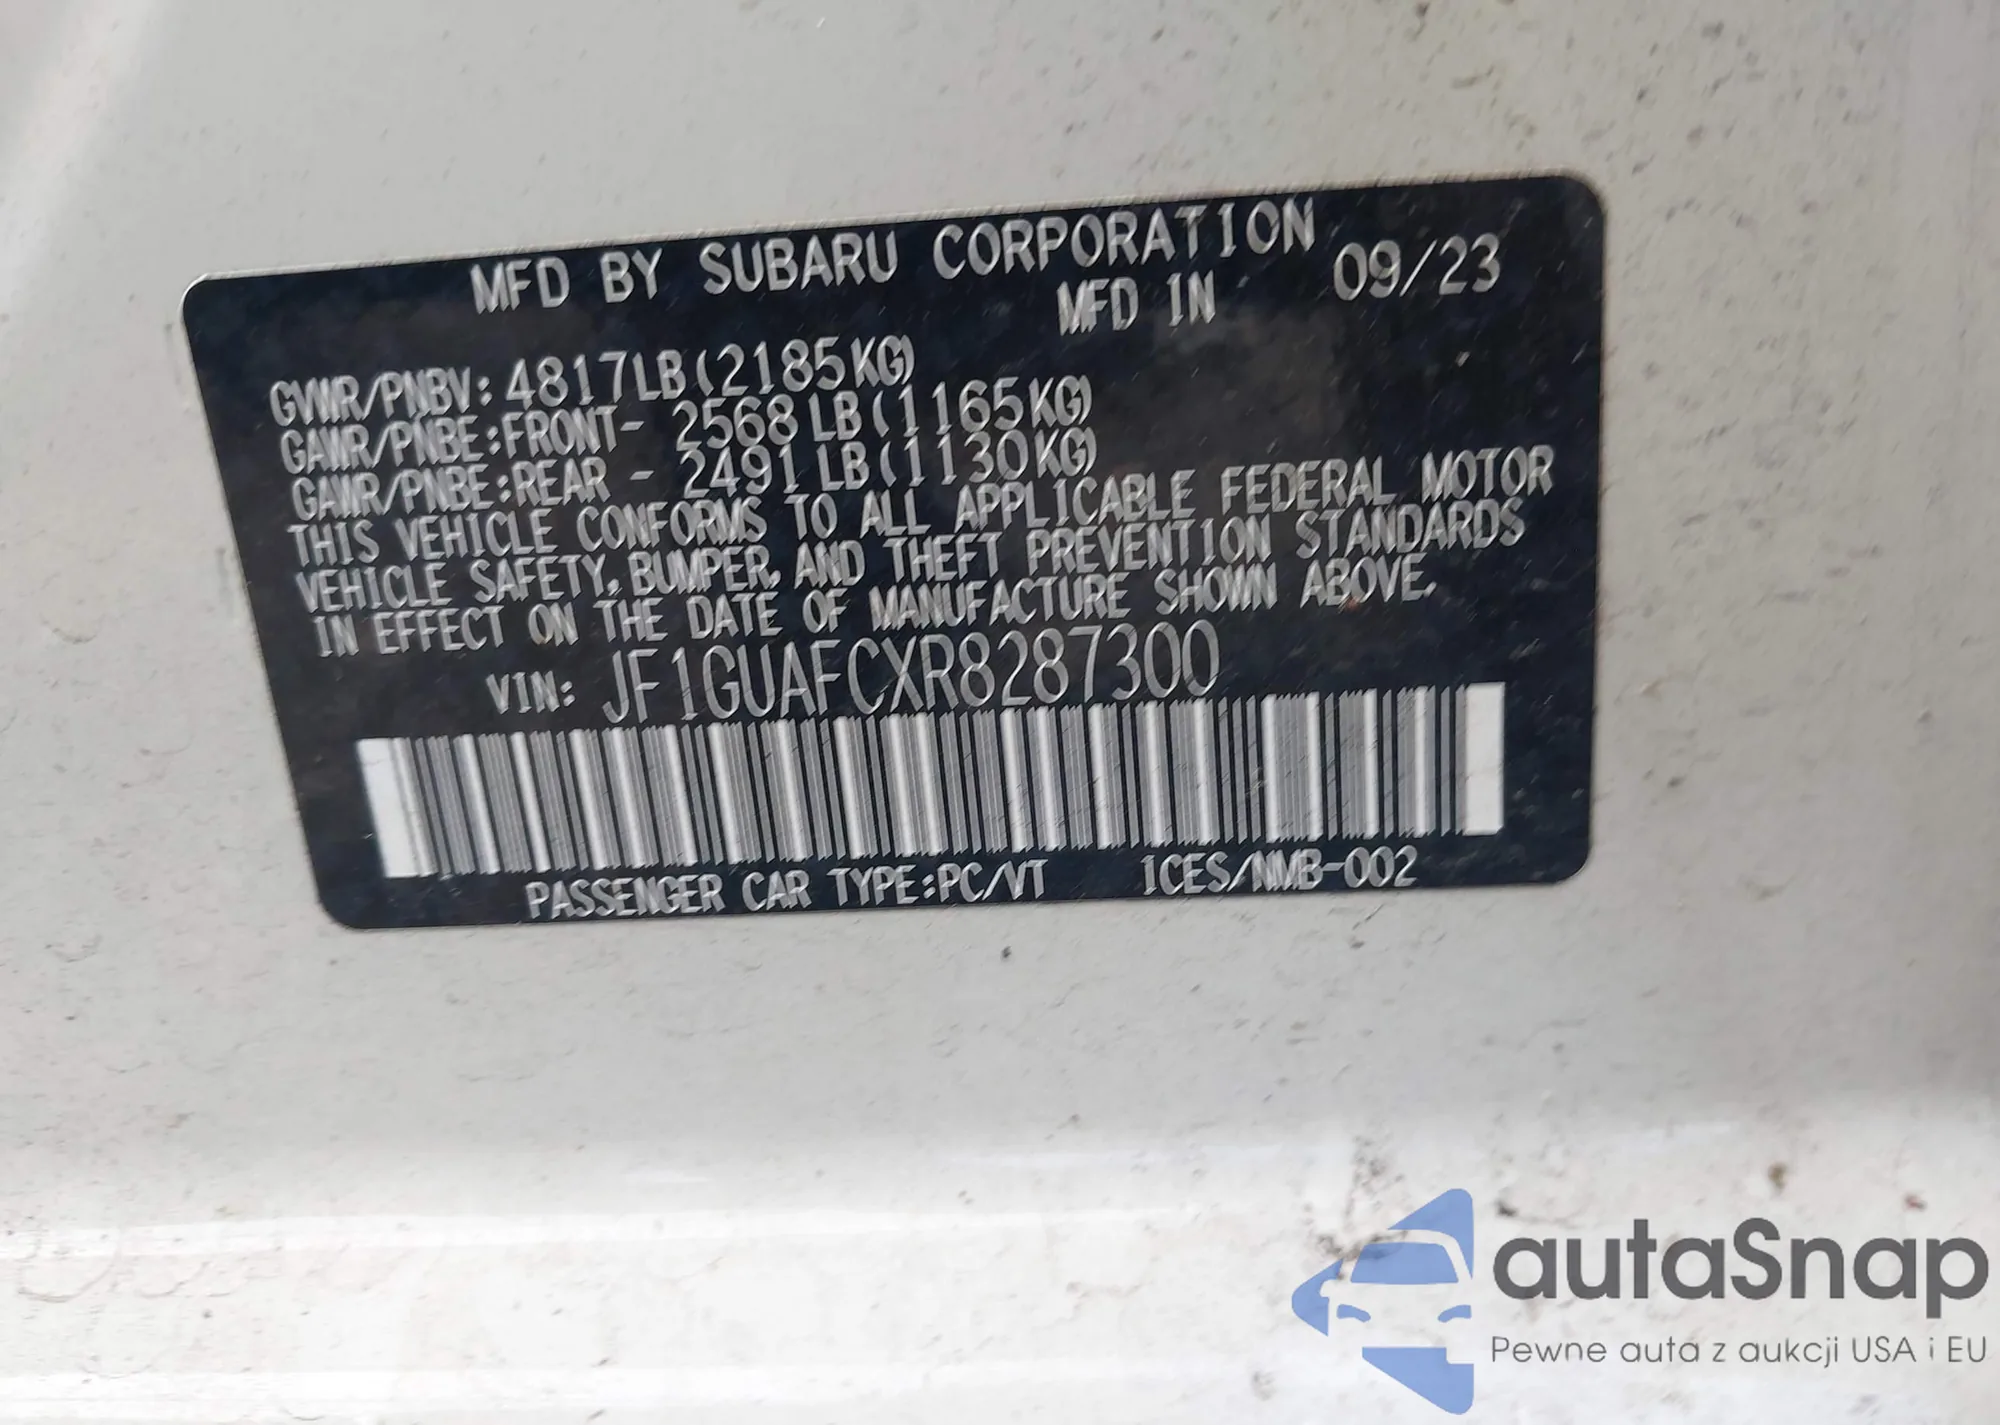 MFD BY SUBARU CORPORATION
MFD IN 09/23
GVWR/PNBV: 4817LB(2185KG)
GAWR/PNBE:FRONT- 2568 LB(1165KG)
GAWR/PNBE:REAR - 2491 LB(1130KG)
THIS VEHICLE CONFORMS TO ALL APPLICABLE FEDERAL MOTOR
VEHICLE SAFETY, BUMPER, AND THEFT PREVENTION STANDARDS
IN EFFECT ON THE DATE OF MANUFACTURE SHOWN ABOVE.
VIN: JF1GUAFCXR8287300
PASSENGER CAR TYPE:PC/VT 1CES/NMB-002
autaSnap
Pewne auta z aukcji USA i EU